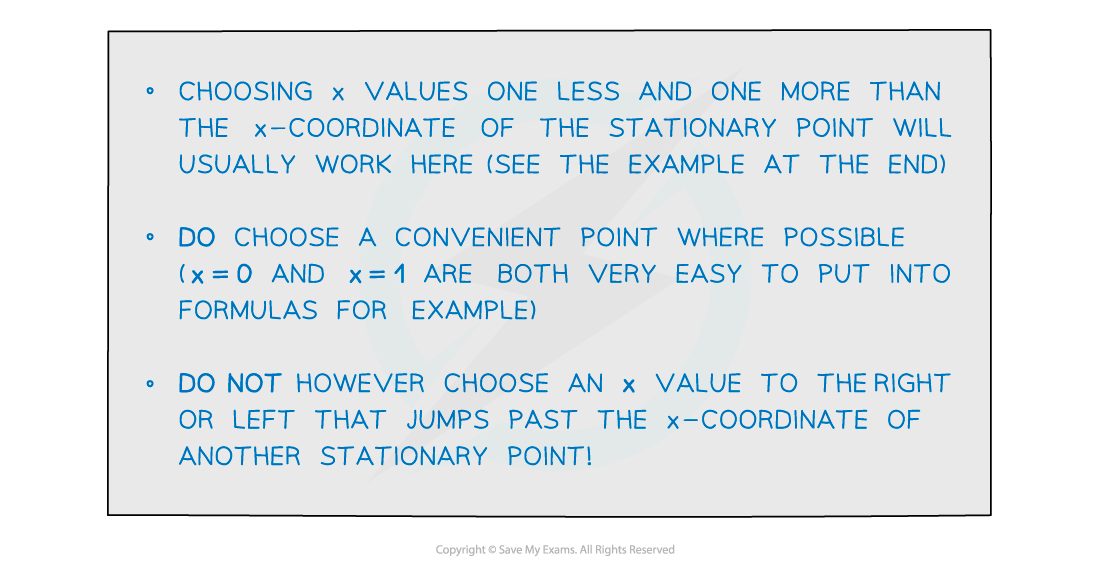 ∘ CHOOSING x VALUES ONE LESS AND ONE MORE THAN
THE x-COORDINATE OF THE STATIONARY POINT WILL
USUALLY WORK HERE (SEE THE EXAMPLE AT THE END)
∘ DO CHOOSE A CONVENIENT POINT WHERE POSSIBLE
(x = 0 AND x = 1 ARE BOTH VERY EASY TO PUT INTO
FORMULAS FOR EXAMPLE)
∘ DO NOT HOWEVER CHOOSE AN x VALUE TO THE RIGHT
OR LEFT THAT JUMPS PAST THE x-COORDINATE OF
ANOTHER STATIONARY POINT!
Copyright © Save My Exams. All Rights Reserved